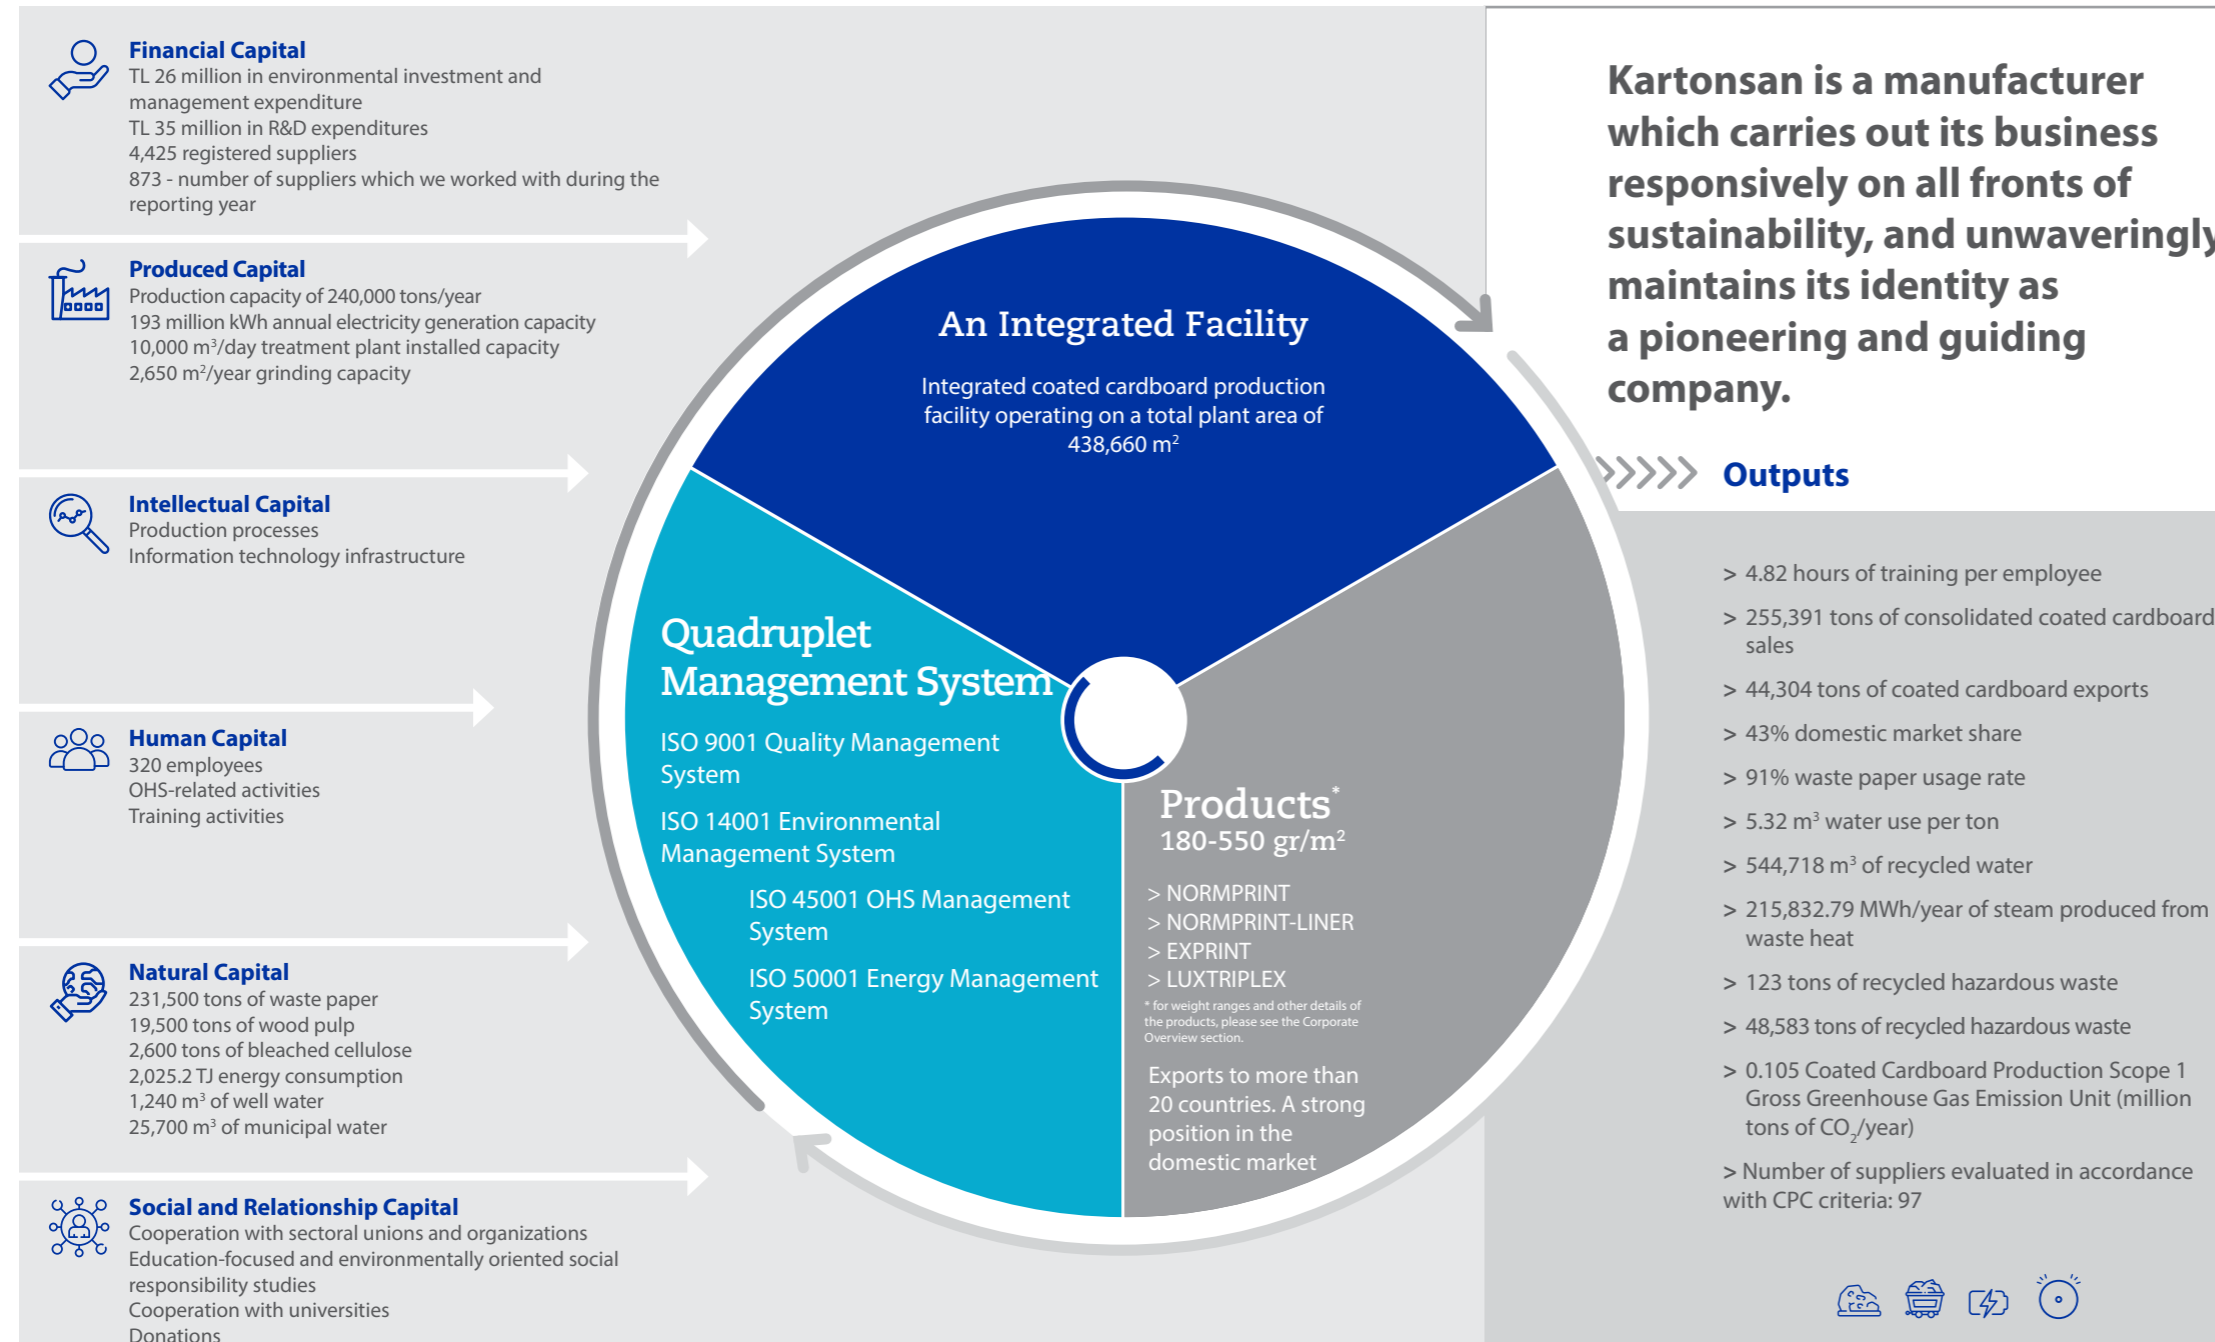 Financial Capital
TL 26 million in environmental investment and
management expenditure
TL 35 million in R&D expenditures
4,425 registered suppliers
873 - number of suppliers which we worked with during the
reporting year
Produced Capital
Production capacity of 240,000 tons/year
193 million kWh annual electricity generation capacity
10,000 m³/day treatment plant installed capacity
2,650 m²/year grinding capacity
Intellectual Capital
Production processes
Information technology infrastructure
Human Capital
320 employees
OHS-related activities
Training activities
Natural Capital
231,500 tons of waste paper
19,500 tons of wood pulp
2,600 tons of bleached cellulose
2,025.2 TJ energy consumption
1,240 m³ of well water
25,700 m³ of municipal water
Social and Relationship Capital
Cooperation with sectoral unions and organizations
Education-focused and environmentally oriented social
responsibility studies
Cooperation with universities
Donations
An Integrated Facility
Integrated coated cardboard production
facility operating on a total plant area of
438,660 m²
Quadruplet
Management System
ISO 9001 Quality Management
System
ISO 14001 Environmental
Management System
ISO 45001 OHS Management
System
ISO 50001 Energy Management
System
Products*
180-550 gr/m²
> NORMPRINT
> NORMPRINT-LINER
> EXPRINT
> LUXTRIPLEX
* for weight ranges and other details of
the products, please see the Corporate
Overview section.
Exports to more than
20 countries. A strong
position in the
domestic market
Kartonsan is a manufacturer
which carries out its business
responsively on all fronts of
sustainability, and unwaveringly
maintains its identity as
a pioneering and guiding
company.
Outputs
> 4.82 hours of training per employee
> 255,391 tons of consolidated coated cardboard
sales
> 44,304 tons of coated cardboard exports
> 43% domestic market share
> 91% waste paper usage rate
> 5.32 m³ water use per ton
> 544,718 m³ of recycled water
> 215,832.79 MWh/year of steam produced from
waste heat
> 123 tons of recycled hazardous waste
> 48,583 tons of recycled hazardous waste
> 0.105 Coated Cardboard Production Scope 1
Gross Greenhouse Gas Emission Unit (million
tons of CO₂/year)
> Number of suppliers evaluated in accordance
with CPC criteria: 97